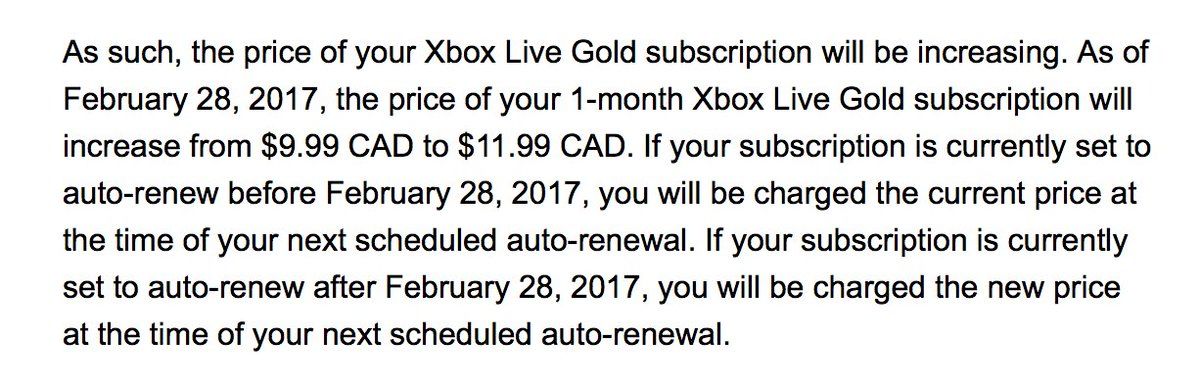 As such, the price of your Xbox Live Gold subscription will be increasing. As of
February 28, 2017, the price of your 1-month Xbox Live Gold subscription will
increase from $9.99 CAD to $11.99 CAD. If your subscription is currently set to
auto-renew before February 28, 2017, you will be charged the current price at
the time of your next scheduled auto-renewal. If your subscription is currently
set to auto-renew after February 28, 2017, you will be charged the new price
at the time of your next scheduled auto-renewal.